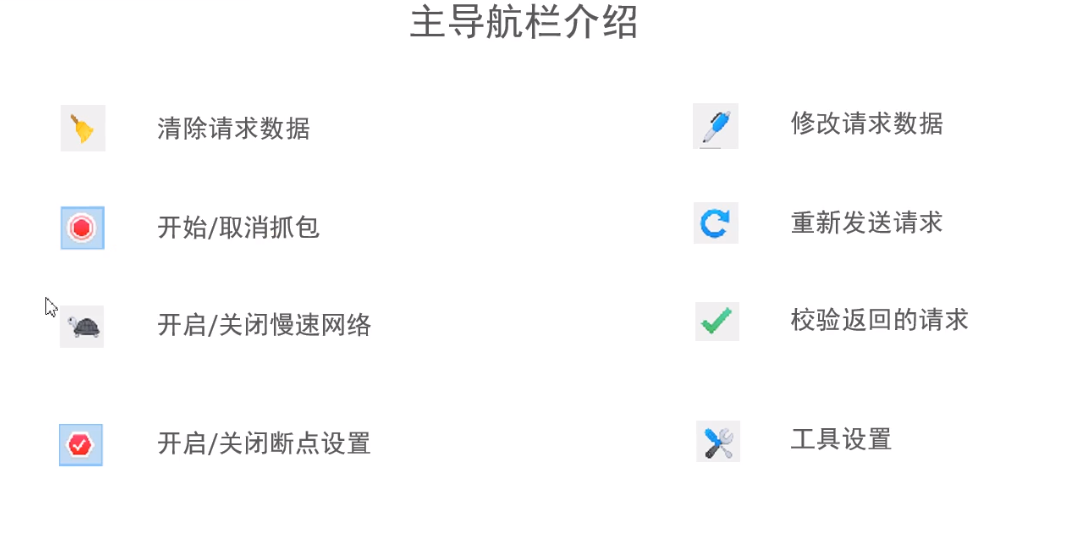 主导航栏介绍
清除请求数据
修改请求数据
开始/取消抓包
重新发送请求
开启/关闭慢速网络
校验返回的请求
开启/关闭断点设置
工具设置